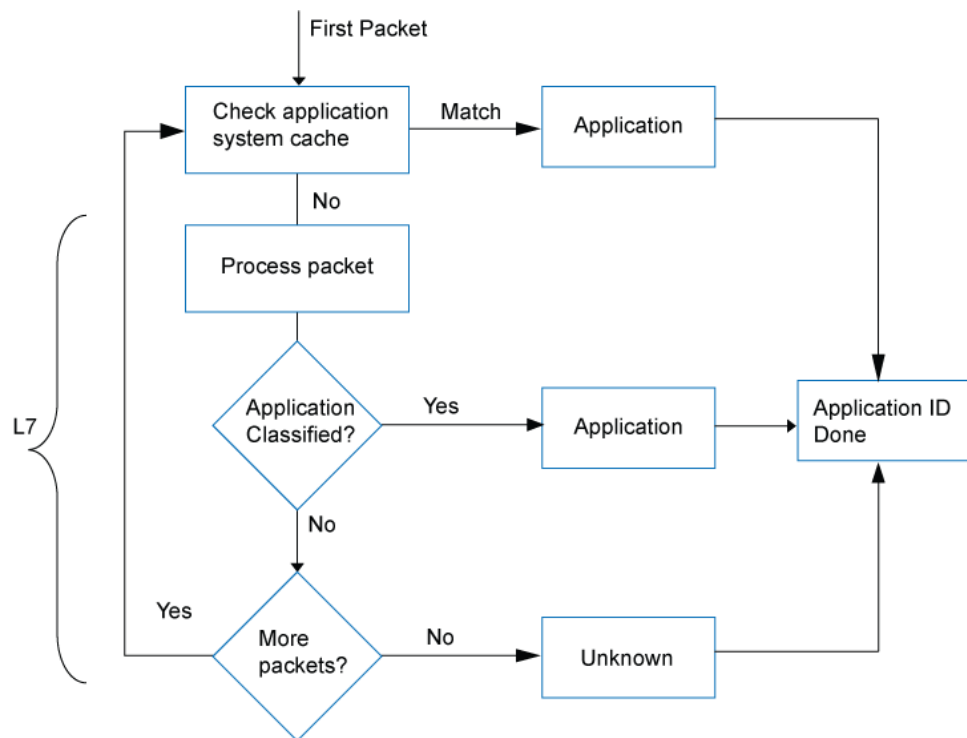 First Packet
Check application
system cache
Match
Application
No
Process packet
L7
Application
Classified?
Yes
Application
Application ID
Done
No
Yes
More
packets?
No
Unknown